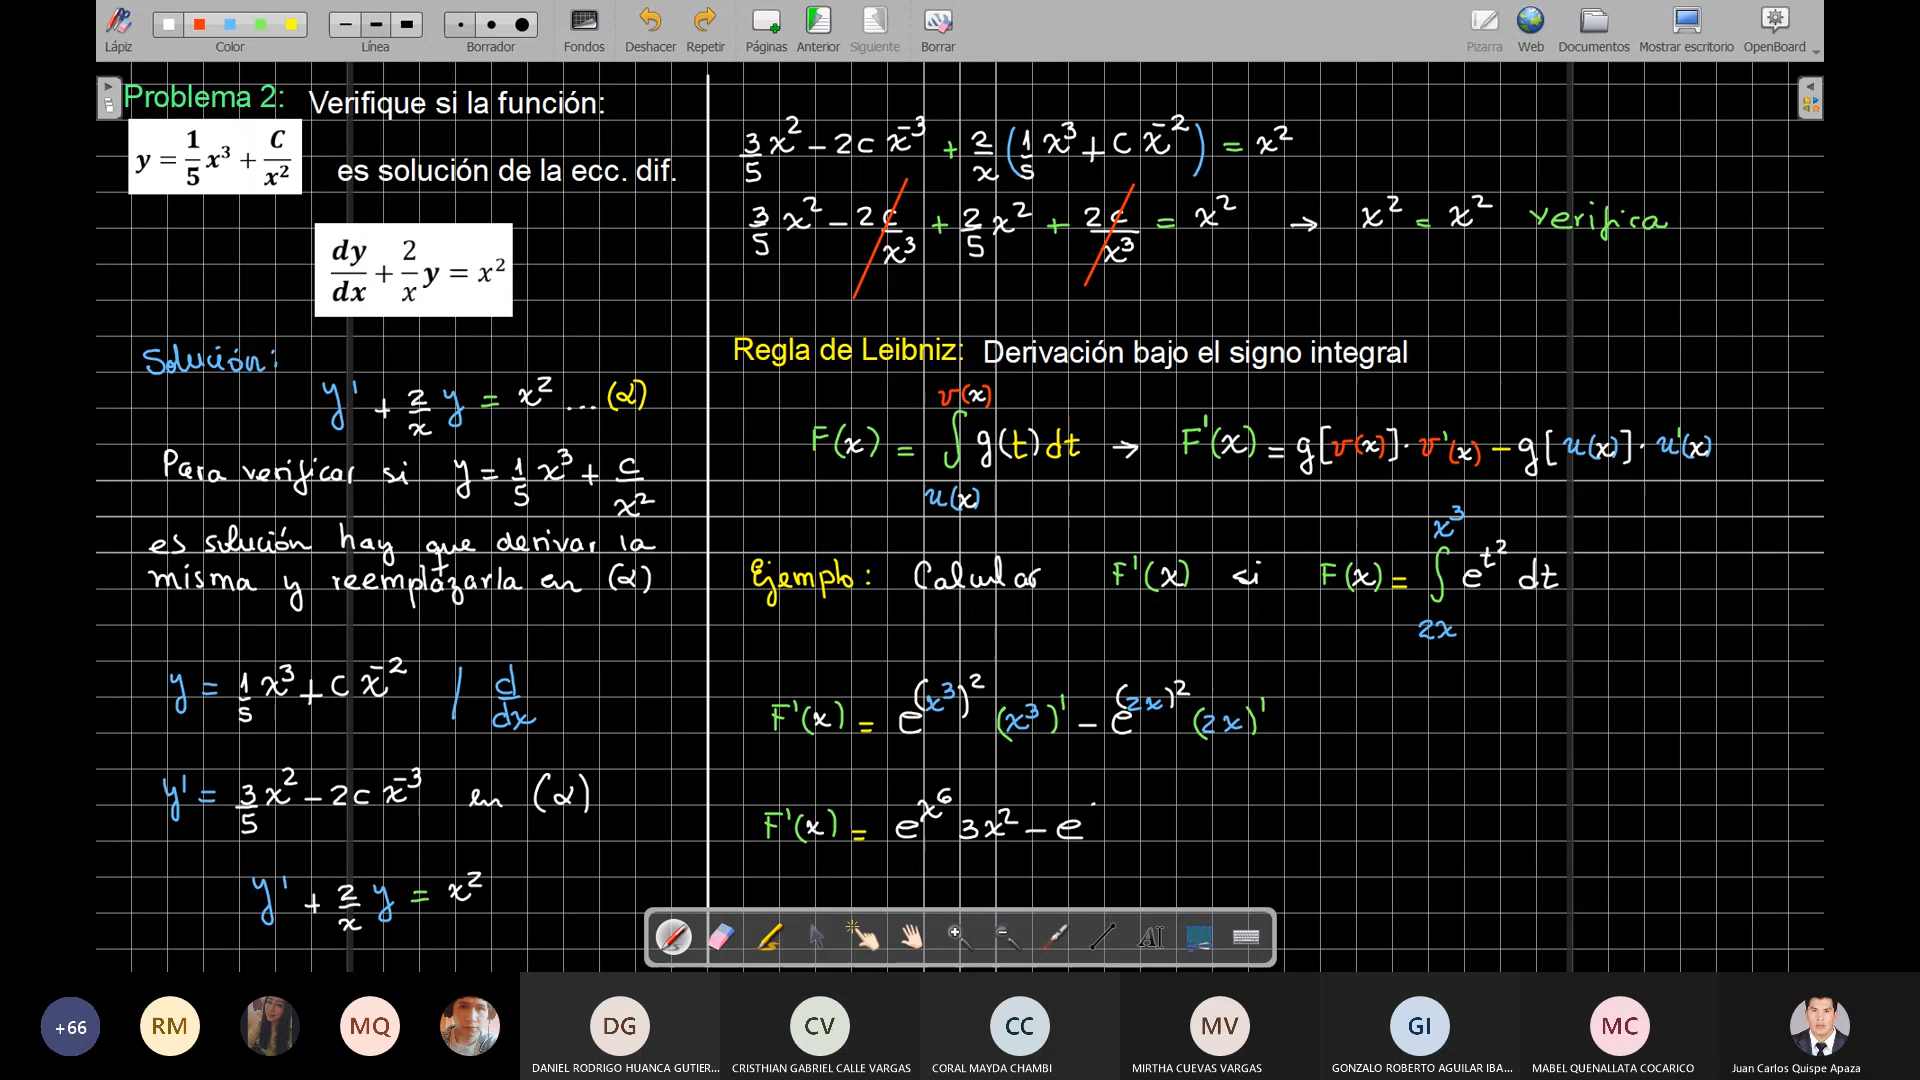 Lápiz Color Línea Borrador Fondos Deshacer Repetir Páginas Anterior Siguiente Borrar Pizarra Web Documentos Mostrar escritorio OpenBoard
Problema 2: Verifique si la función:
y = 1/5 x³ + C/x²
es solución de la ecc. dif.
dy/dx + 2/x y = x²
Solución:
y' + 2/x y = x² ... (α)
Para verificar si y = 1/5 x³ + c/x²
es solución hay que derivar la
misma y reemplazarla en (α)
y = 1/5 x³ + C x⁻² | d/dx
y' = 3/5 x² - 2c x⁻³ en (α)
y' + 2/x y = x²
3/5 x² - 2c x⁻³ + 2/x (1/5 x³ + C x⁻²) = x²
3/5 x² - 2c/x³ + 2/5 x² + 2c/x³ = x² → x² = x² verifica
Regla de Leibniz: Derivación bajo el signo integral
F(x) = ∫ u(x) v(x) g(t) dt → F'(x) = g[v(x)]·v'(x) - g[u(x)]·u'(x)
Ejemplo: Calcular F'(x) si F(x) = ∫ 2x x³ e^t² dt
F'(x) = e^(x³)² (x³)' - e^(2x)² (2x)'
F'(x) = e^x⁶ 3x² - e
+66 RM MQ DG CV CC MV GI MC
DANIEL RODRIGO HUANCA GUTIER... CRISTHIAN GABRIEL CALLE VARGAS CORAL MAYDA CHAMBI MIRTHA CUEVAS VARGAS GONZALO ROBERTO AGUILAR IBA... MABEL QUENALLATA COCARICO Juan Carlos Quispe Apaza